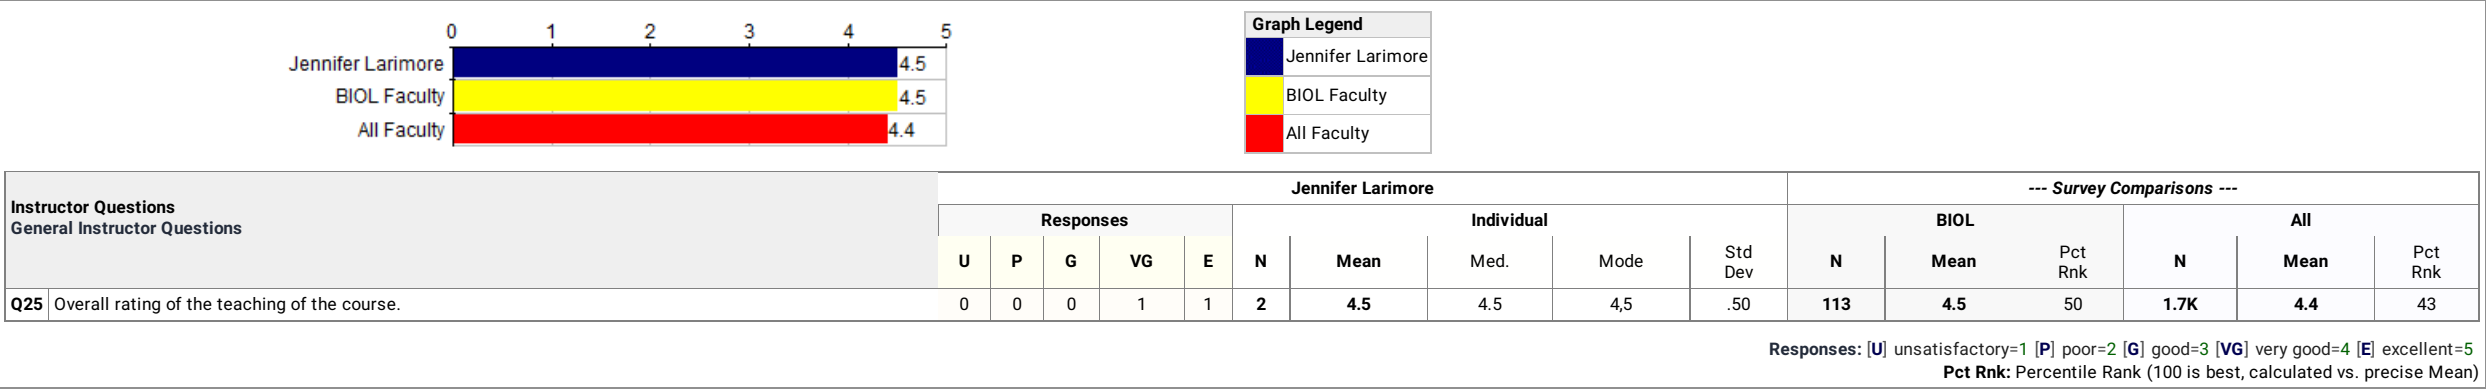 0 1 2 3 4 5
Jennifer Larimore 4.5
BIOL Faculty 4.5
All Faculty 4.4
Graph Legend
Jennifer Larimore
BIOL Faculty
All Faculty
Instructor Questions
General Instructor Questions
Jennifer Larimore --- Survey Comparisons ---
Responses Individual BIOL All
U P G VG E N Mean Med. Mode Std Dev N Mean Pct Rnk N Mean Pct Rnk
Q25 Overall rating of the teaching of the course. 0 0 0 1 1 2 4.5 4.5 4,5 .50 113 4.5 50 1.7K 4.4 43
Responses: [U] unsatisfactory=1 [P] poor=2 [G] good=3 [VG] very good=4 [E] excellent=5
Pct Rnk: Percentile Rank (100 is best, calculated vs. precise Mean)